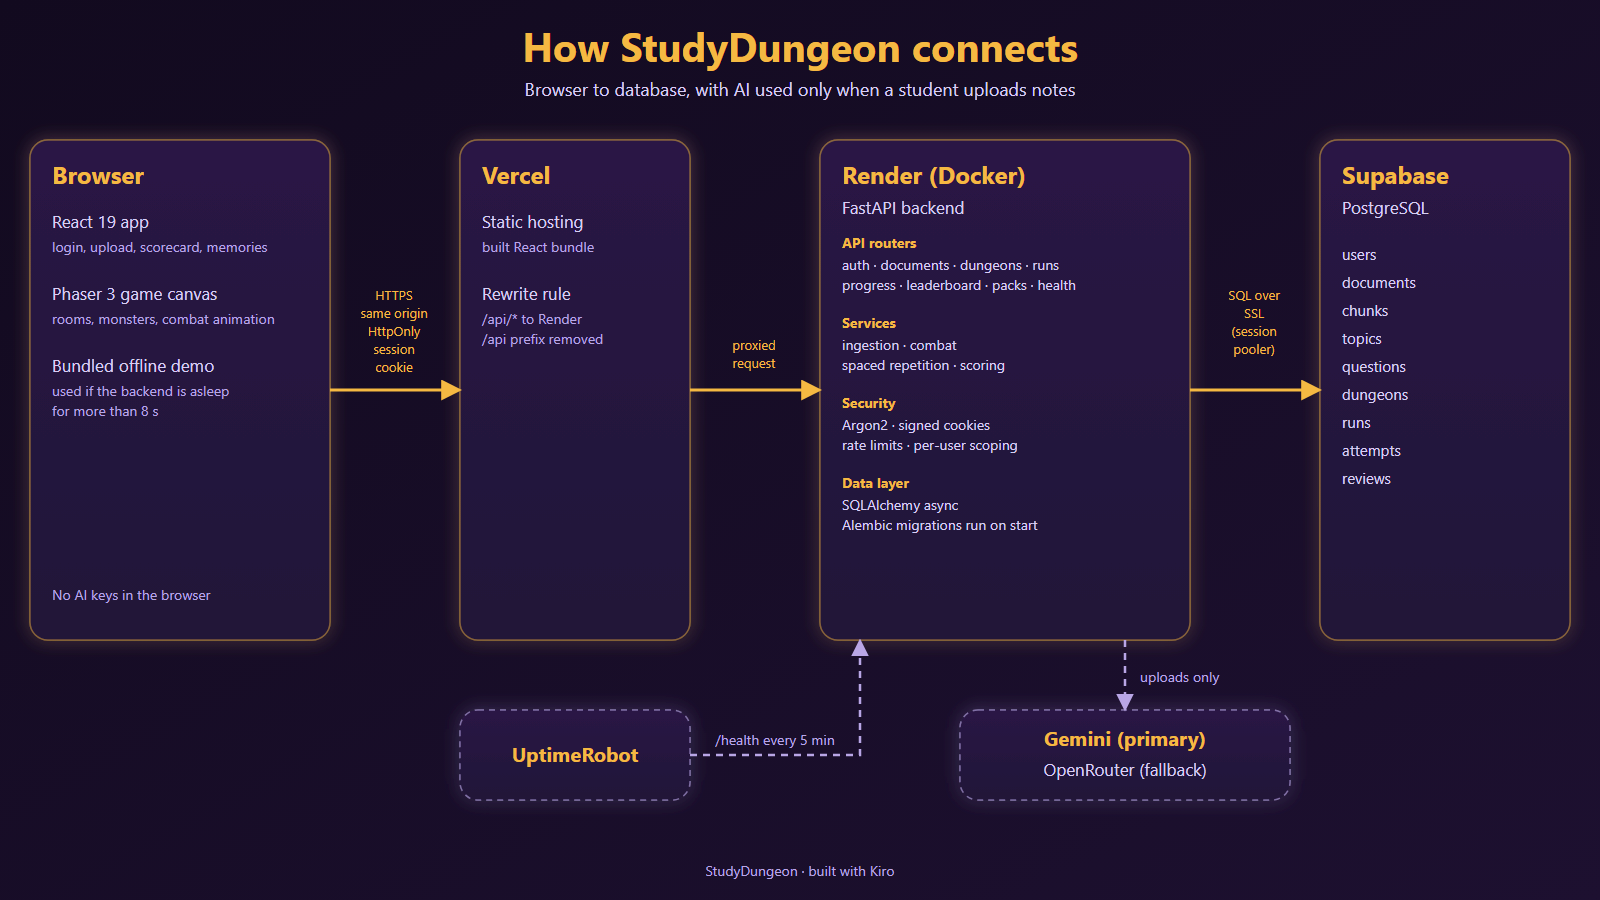 How StudyDungeon connects
Browser to database, with AI used only when a student uploads notes
Browser
React 19 app
login, upload, scorecard, memories
Phaser 3 game canvas
rooms, monsters, combat animation
Bundled offline demo
used if the backend is asleep
for more than 8 s
No AI keys in the browser
HTTPS
same origin
HttpOnly
session
cookie
Vercel
Static hosting
built React bundle
Rewrite rule
/api/* to Render
/api prefix removed
proxied
request
Render (Docker)
FastAPI backend
API routers
auth · documents · dungeons · runs
progress · leaderboard · packs · health
Services
ingestion · combat
spaced repetition · scoring
Security
Argon2 · signed cookies
rate limits · per-user scoping
Data layer
SQLAlchemy async
Alembic migrations run on start
SQL over
SSL
(session
pooler)
Supabase
PostgreSQL
users
documents
chunks
topics
questions
dungeons
runs
attempts
reviews
UptimeRobot
/health every 5 min
uploads only
Gemini (primary)
OpenRouter (fallback)
StudyDungeon · built with Kiro